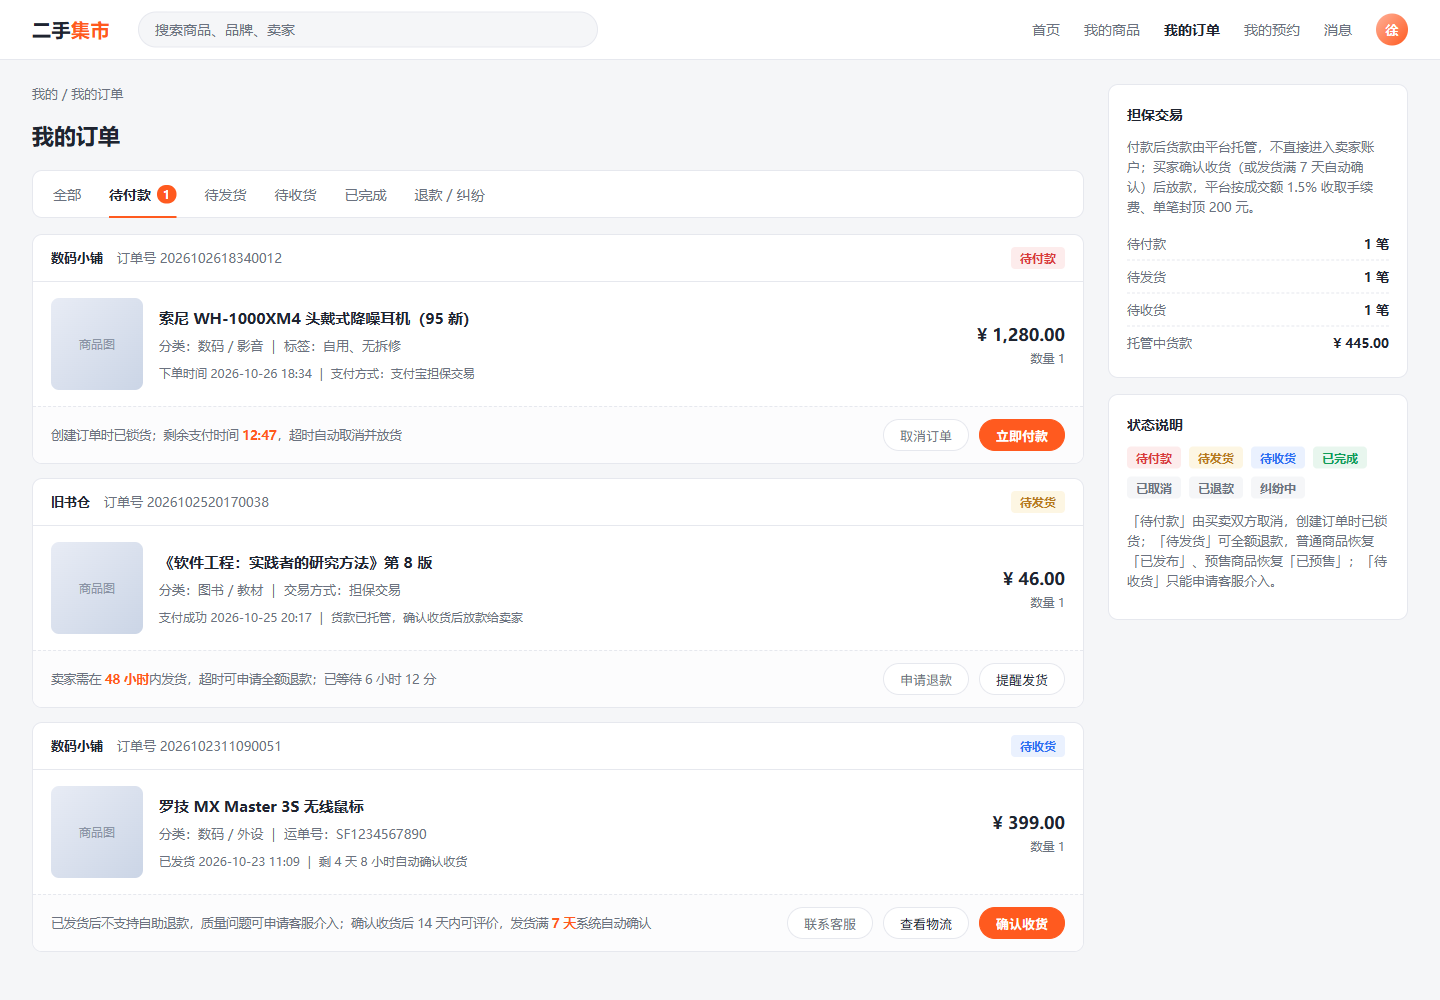 二手集市
搜索商品、品牌、卖家
首页
我的商品
我的订单
我的预约
消息
徐
我的 / 我的订单
我的订单
全部
待付款 1
待发货
待收货
已完成
退款 / 纠纷
数码小铺 订单号 2026102618340012
待付款
商品图
索尼 WH-1000XM4 头戴式降噪耳机（95 新）
分类：数码 / 影音 | 标签：自用、无拆修
下单时间 2026-10-26 18:34 | 支付方式：支付宝担保交易
¥ 1,280.00
数量 1
创建订单时已锁货；剩余支付时间 12:47，超时自动取消并放货
取消订单
立即付款
旧书仓 订单号 2026102520170038
待发货
商品图
《软件工程：实践者的研究方法》第 8 版
分类：图书 / 教材 | 交易方式：担保交易
支付成功 2026-10-25 20:17 | 货款已托管，确认收货后放款给卖家
¥ 46.00
数量 1
卖家需在 48 小时内发货，超时可申请全额退款；已等待 6 小时 12 分
申请退款
提醒发货
数码小铺 订单号 2026102311090051
待收货
商品图
罗技 MX Master 3S 无线鼠标
分类：数码 / 外设 | 运单号：SF1234567890
已发货 2026-10-23 11:09 | 剩 4 天 8 小时自动确认收货
¥ 399.00
数量 1
已发货后不支持自助退款，质量问题可申请客服介入；确认收货后 14 天内可评价，发货满 7 天系统自动确认
联系客服
查看物流
确认收货
担保交易
付款后货款由平台托管，不直接进入卖家账
户；买家确认收货（或发货满 7 天自动确
认）后放款，平台按成交额 1.5% 收取手续
费、单笔封顶 200 元。
待付款 1 笔
待发货 1 笔
待收货 1 笔
托管中货款 ¥ 445.00
状态说明
待付款 待发货 待收货 已完成
已取消 已退款 纠纷中
「待付款」由买卖双方取消，创建订单时已锁
货；「待发货」可全额退款，普通商品恢复
「已发布」、预售商品恢复「已预售」；「待
收货」只能申请客服介入。